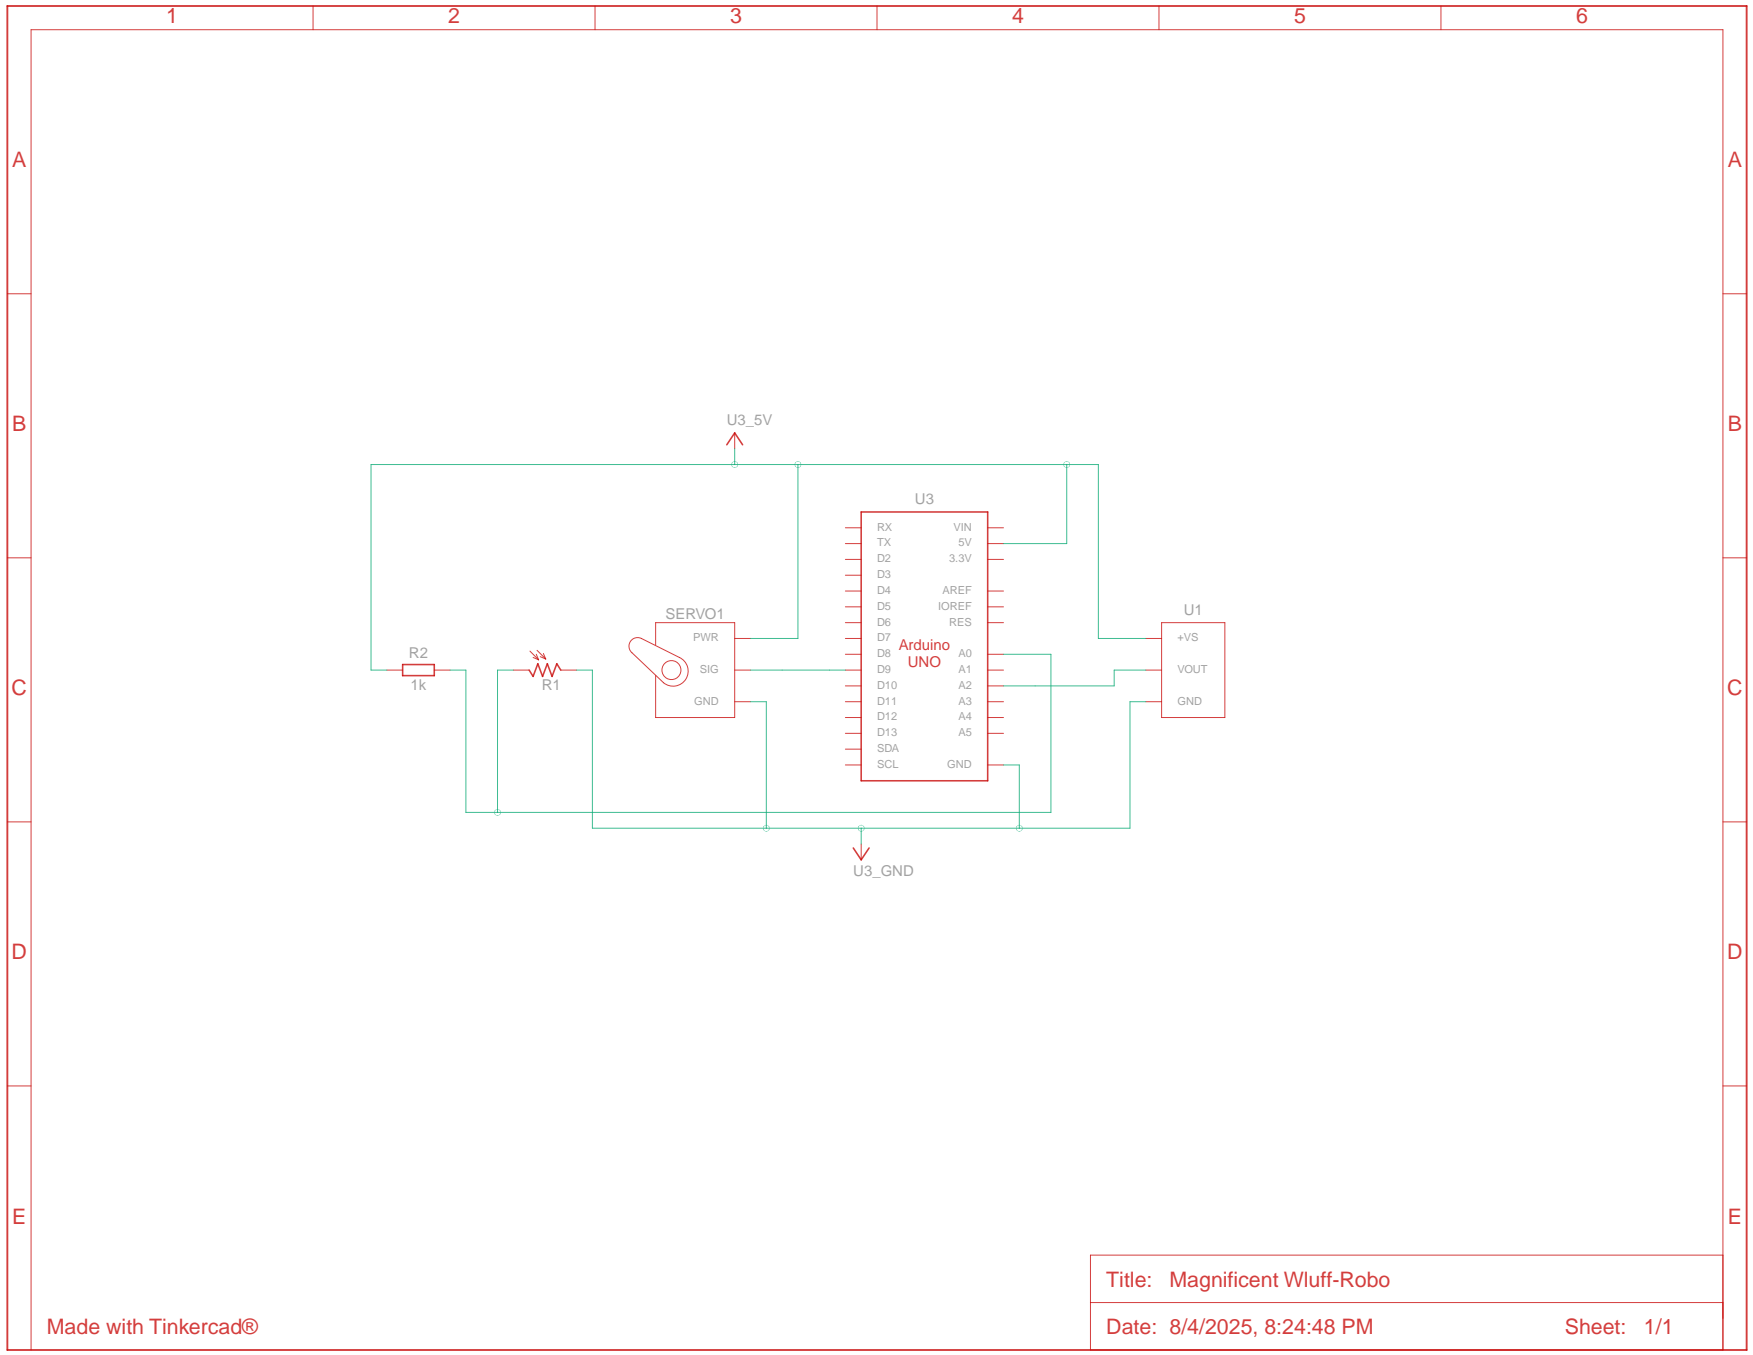 1 2 3 4 5 6
A A
B B
U3_5V
U3
RX VIN
TX 5V
D2 3.3V
D3
D4 AREF
D5 IOREF
D6 RES
D7
D8 A0
D9 A1
D10 A2
D11 A3
D12 A4
D13 A5
SDA
SCL GND
Arduino
UNO
SERVO1
PWR
SIG
GND
U1
+VS
VOUT
GND
R2
1k
R1
C C
U3_GND
D D
E E
Title: Magnificent Wluff-Robo
Date: 8/4/2025, 8:24:48 PM Sheet: 1/1
Made with Tinkercad®